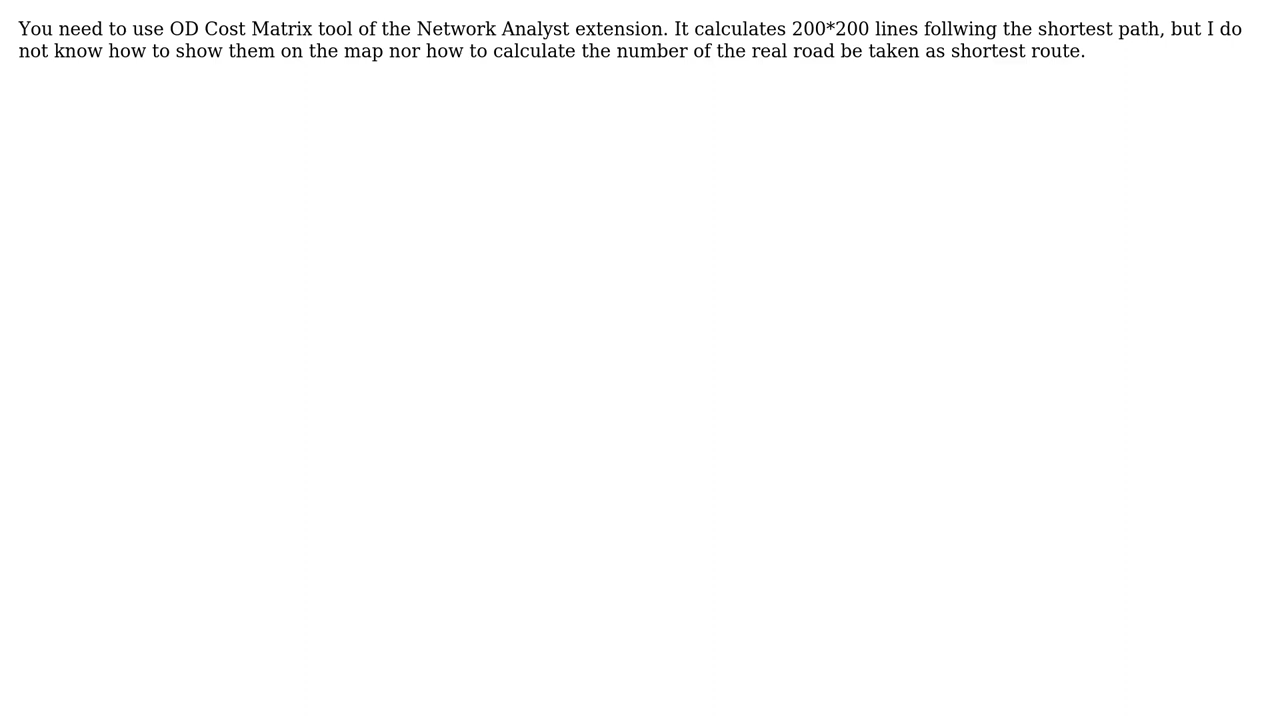 You need to use OD Cost Matrix tool of the Network Analyst extension. It calculates 200*200 lines follwing the shortest path, but I do
not know how to show them on the map nor how to calculate the number of the real road be taken as shortest route.